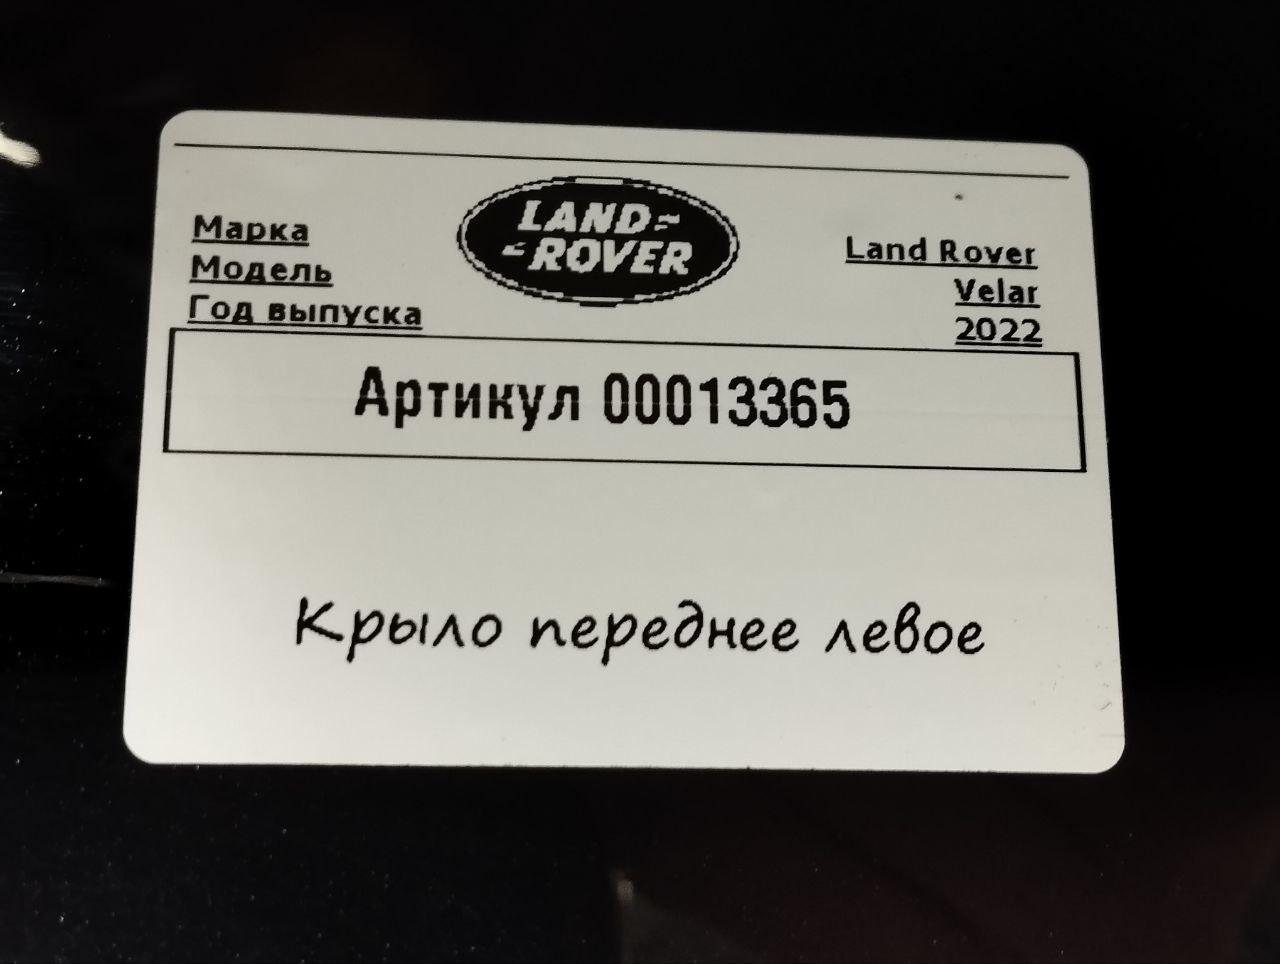 LAND
ROVER
Марка Land Rover
Модель Velar
Год выпуска 2022
Артикул 00013365
Крыло переднее левое